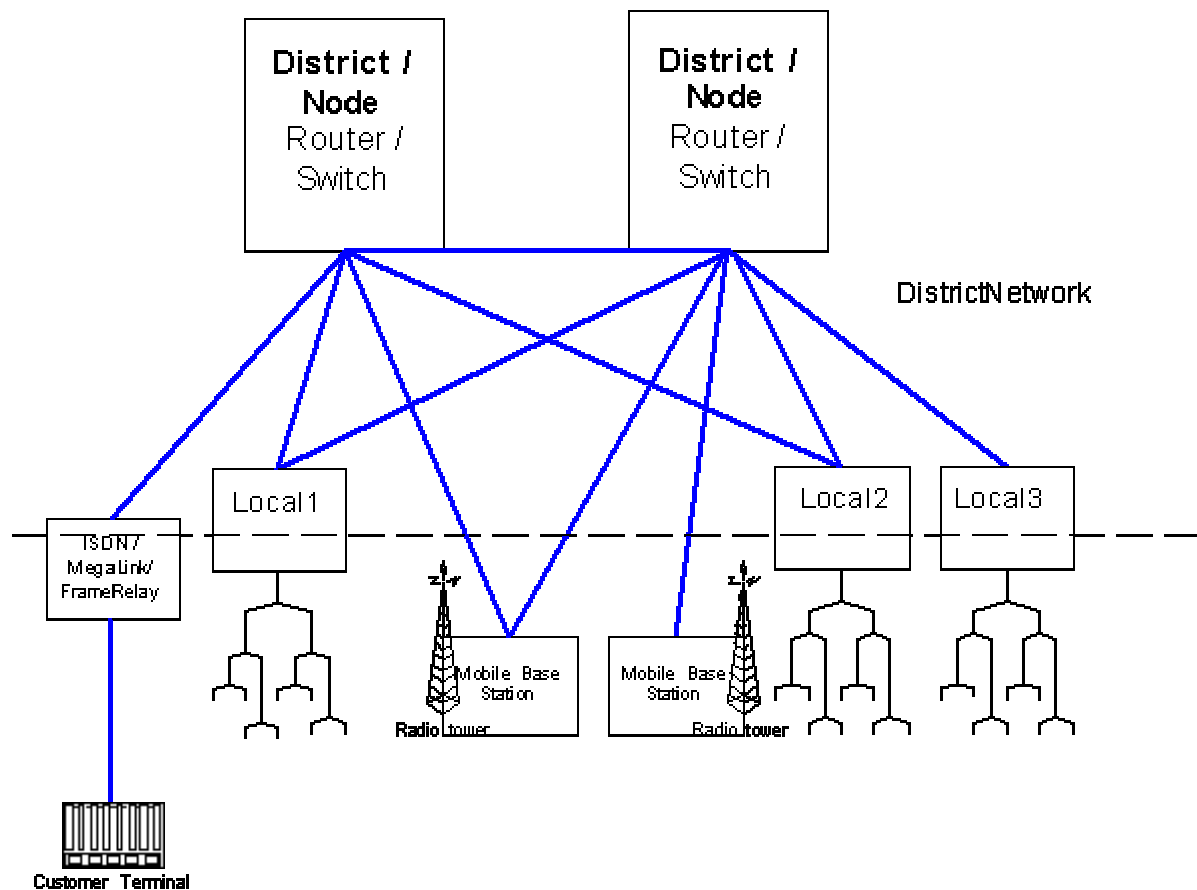 District /
Node
Router /
Switch
District /
Node
Router /
Switch
DistrictNetwork
Local1
Local2
Local3
ISDN /
MegaLink/
FrameRelay
Mobile Base
Station
Radio tower
Mobile Base
Station
Radio tower
Customer Terminal